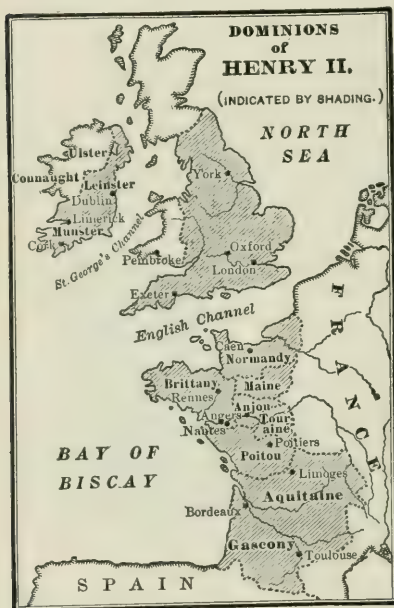 DOMINIONS
of
HENRY II.
(INDICATED BY SHADING.)
NORTH
SEA
Ulster
Connaught
Leinster
Dublin
Limerick
Munster
Cork
St. George's Channel
York
Pembroke
Oxford
London
Exeter
English Channel
FRANCE
Caen
Normandy
Brittany
Rennes
Maine
Anjou
Angers
Tour
aine
Nantes
Poitiers
Poitou
BAY OF
BISCAY
Limoges
Aquitaine
Bordeaux
Gascony
Toulouse
SPAIN